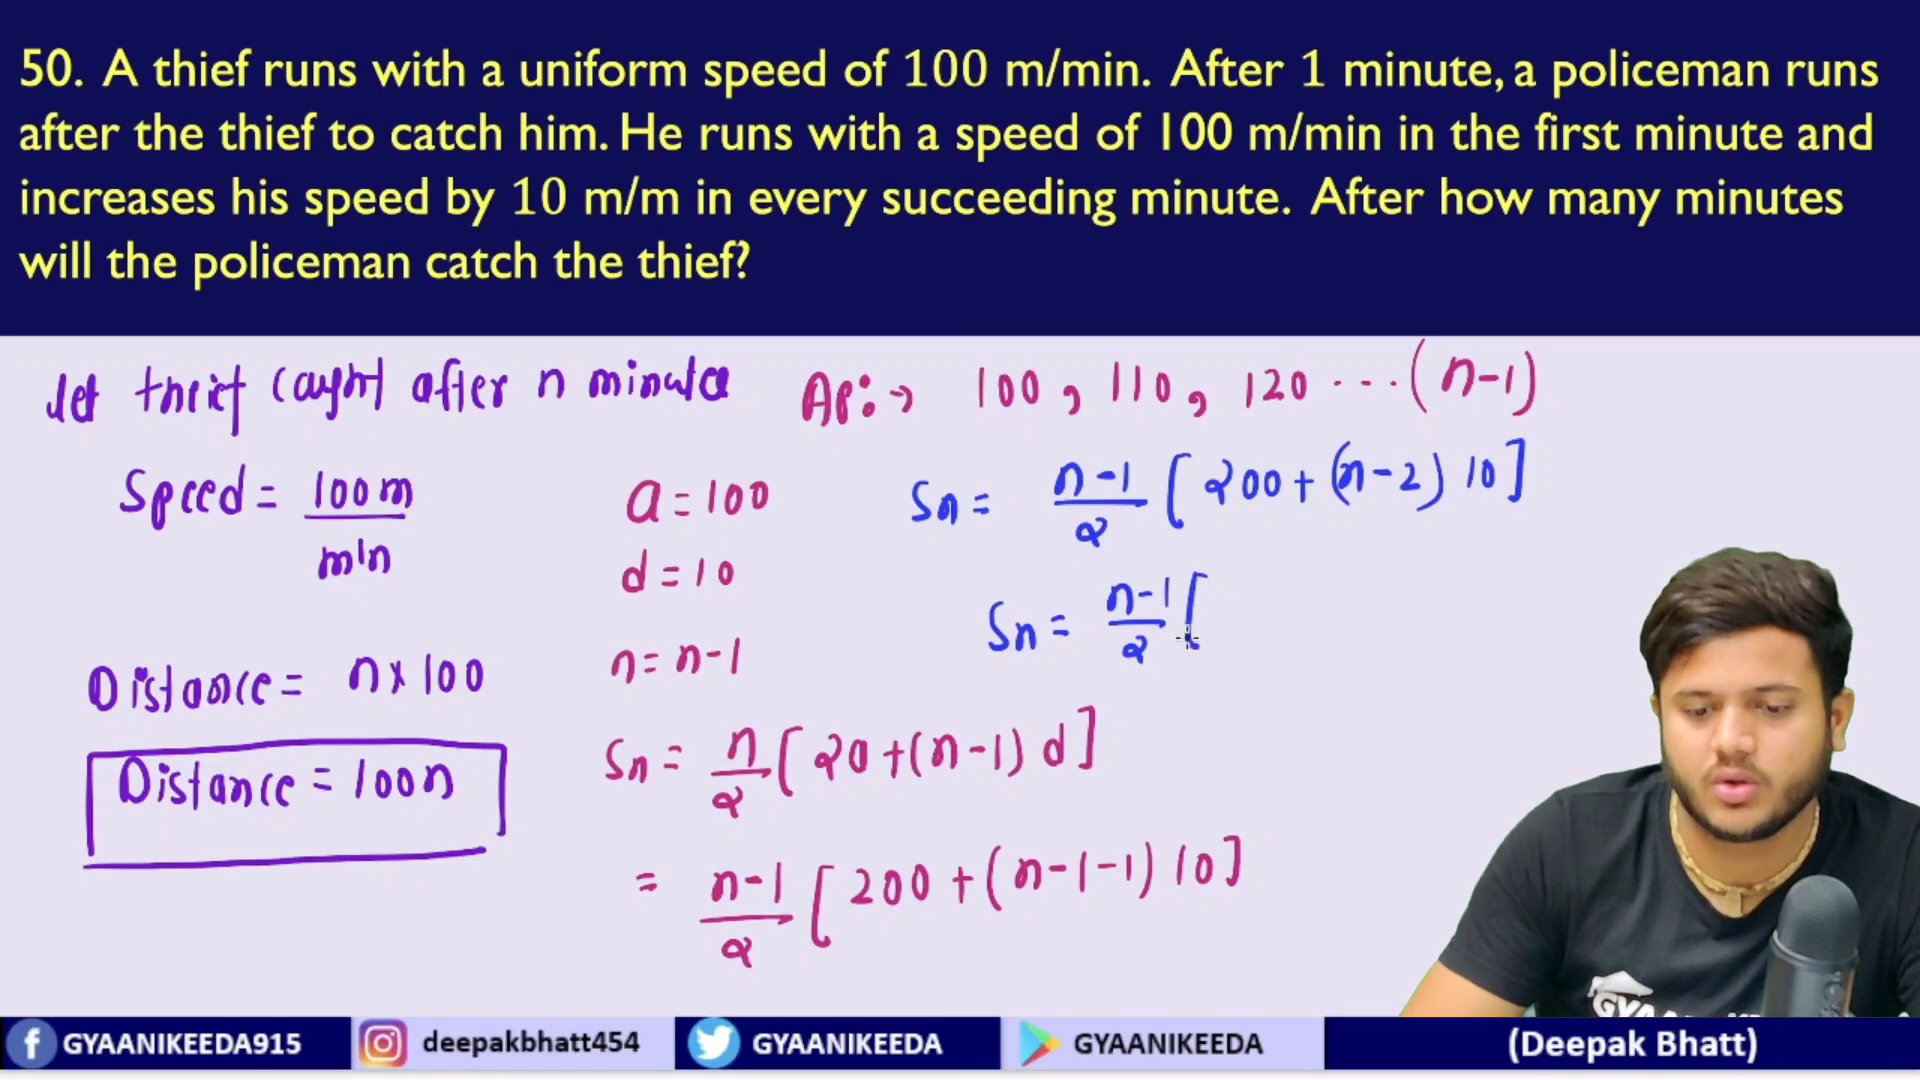 50. A thief runs with a uniform speed of 100 m/min. After 1 minute, a policeman runs
after the thief to catch him. He runs with a speed of 100 m/min in the first minute and
increases his speed by 10 m/m in every succeeding minute. After how many minutes
will the policeman catch the thief?
let thief caught after n minutes
Speed = 100m / min
Distance = n x 100
Distance = 100n
AP:→ 100, 110, 120 ... (n-1)
a = 100
d = 10
n = n-1
Sn = n/2 [2a+(n-1) d]
= n-1/2 [200 + (n-1-1) 10]
Sn = n-1/2 [200+(n-2) 10]
Sn = n-1/2 [
GYAANIKEEDA915
deepakbhatt454
GYAANIKEEDA
GYAANIKEEDA
(Deepak Bhatt)